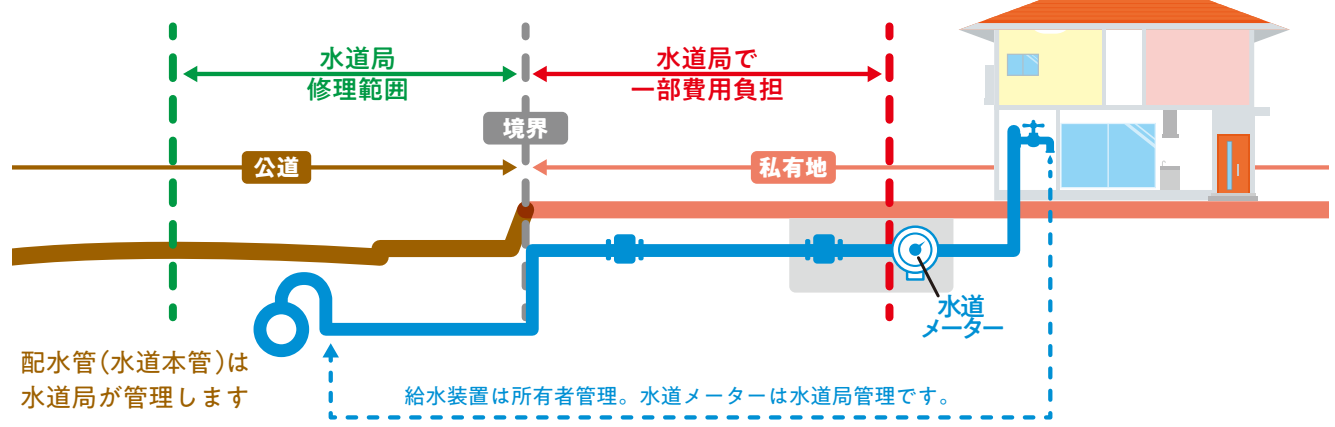 水道局
修理範囲
水道局で
一部費用負担
境界
公道
私有地
水道
メーター
配水管(水道本管)は
水道局が管理します
給水装置は所有者管理。水道メーターは水道局管理です。